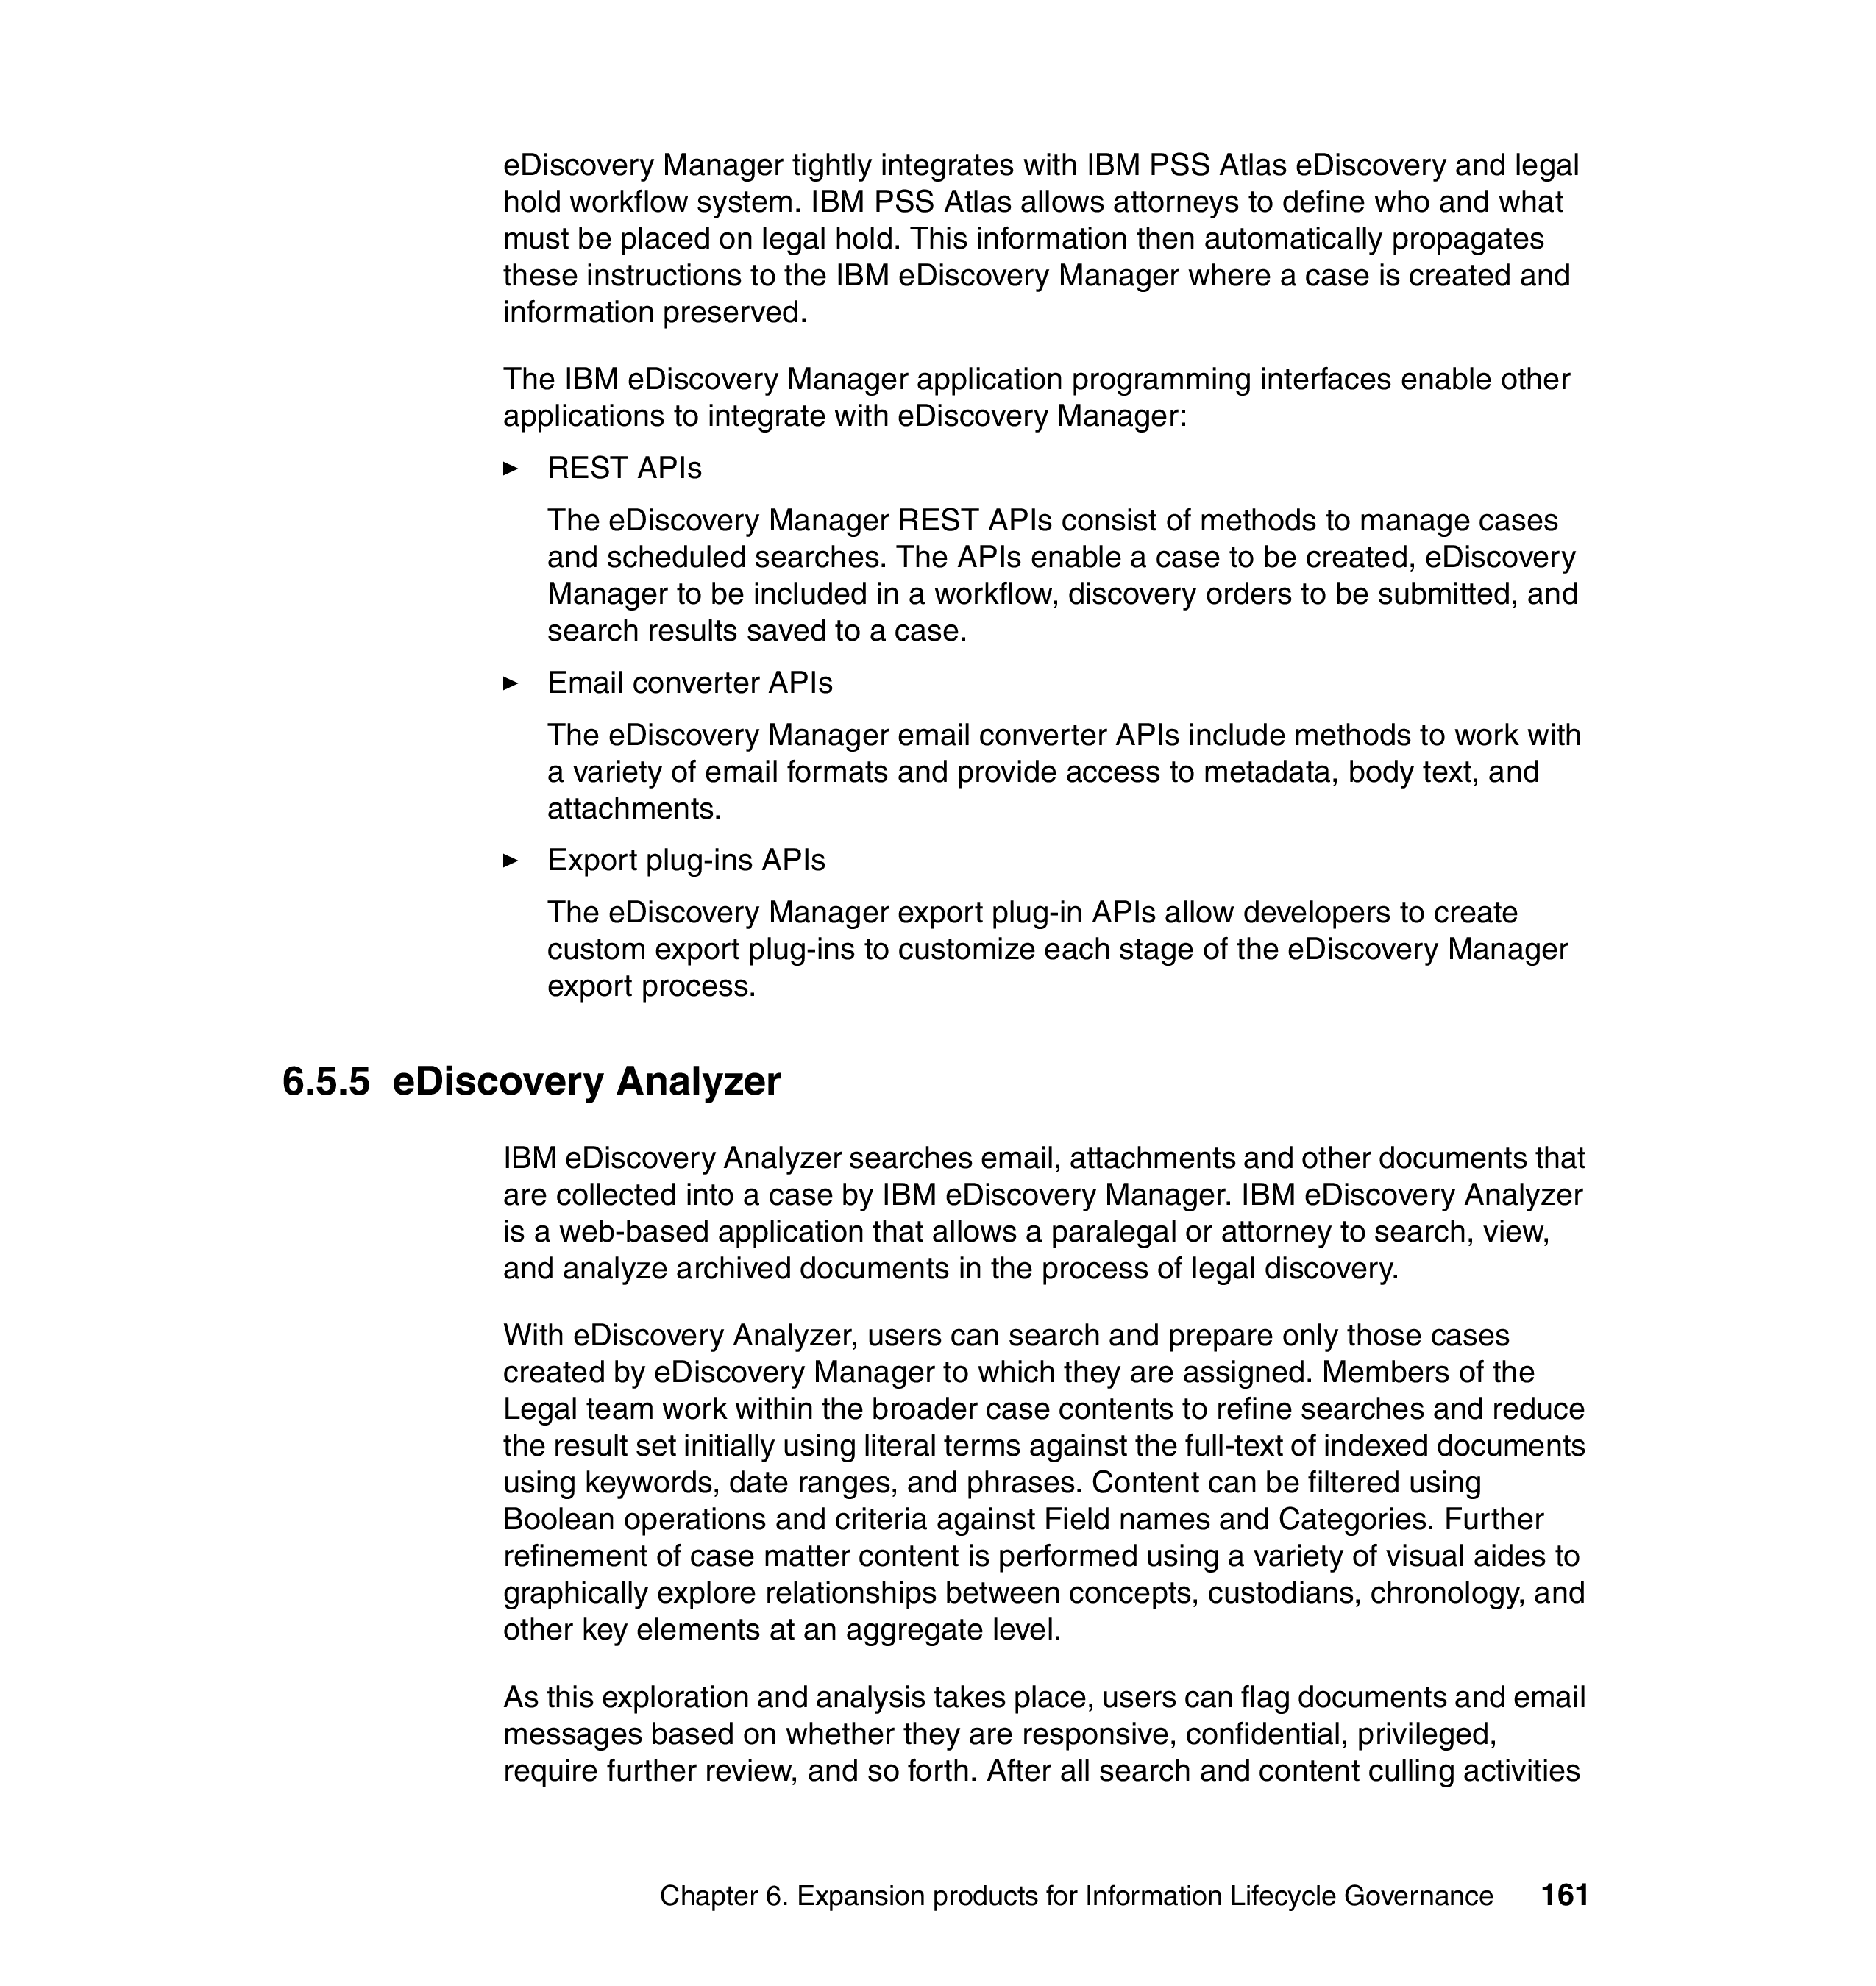 eDiscovery Manager tightly integrates with IBM PSS Atlas eDiscovery and legal
hold workflow system. IBM PSS Atlas allows attorneys to define who and what
must be placed on legal hold. This information then automatically propagates
these instructions to the IBM eDiscovery Manager where a case is created and
information preserved.
The IBM eDiscovery Manager application programming interfaces enable other
applications to integrate with eDiscovery Manager:
► REST APIs
The eDiscovery Manager REST APIs consist of methods to manage cases
and scheduled searches. The APIs enable a case to be created, eDiscovery
Manager to be included in a workflow, discovery orders to be submitted, and
search results saved to a case.
► Email converter APIs
The eDiscovery Manager email converter APIs include methods to work with
a variety of email formats and provide access to metadata, body text, and
attachments.
► Export plug-ins APIs
The eDiscovery Manager export plug-in APIs allow developers to create
custom export plug-ins to customize each stage of the eDiscovery Manager
export process.
6.5.5 eDiscovery Analyzer
IBM eDiscovery Analyzer searches email, attachments and other documents that
are collected into a case by IBM eDiscovery Manager. IBM eDiscovery Analyzer
is a web-based application that allows a paralegal or attorney to search, view,
and analyze archived documents in the process of legal discovery.
With eDiscovery Analyzer, users can search and prepare only those cases
created by eDiscovery Manager to which they are assigned. Members of the
Legal team work within the broader case contents to refine searches and reduce
the result set initially using literal terms against the full-text of indexed documents
using keywords, date ranges, and phrases. Content can be filtered using
Boolean operations and criteria against Field names and Categories. Further
refinement of case matter content is performed using a variety of visual aides to
graphically explore relationships between concepts, custodians, chronology, and
other key elements at an aggregate level.
As this exploration and analysis takes place, users can flag documents and email
messages based on whether they are responsive, confidential, privileged,
require further review, and so forth. After all search and content culling activities
Chapter 6. Expansion products for Information Lifecycle Governance 161